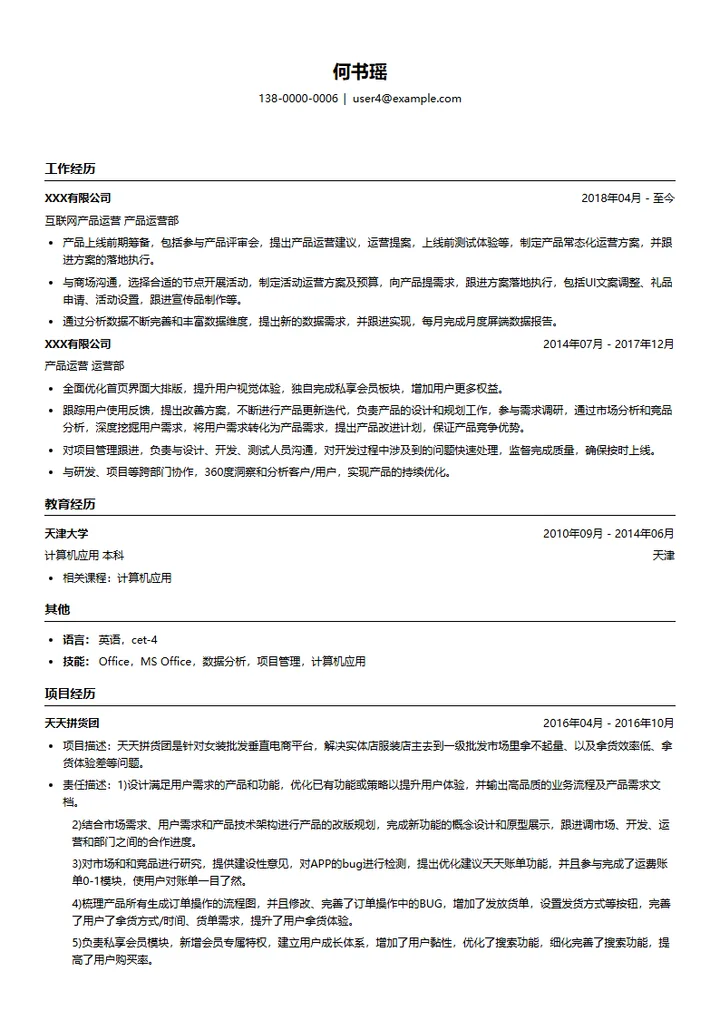 何书瑶
138-0000-0006 | user4@example.com
工作经历
XXX有限公司 2018年04月 - 至今
互联网产品运营 产品运营部
• 产品上线前期筹备，包括参与产品评审会，提出产品运营建议，运营提案，上线前测试体验等，制定产品常态化运营方案，并跟
进方案的落地执行。
• 与商场沟通，选择合适的节点开展活动，制定活动运营方案及预算，向产品提需求，跟进方案落地执行，包括UI文案调整、礼品
申请、活动设置，跟进宣传品制作等。
• 通过分析数据不断完善和丰富数据维度，提出新的数据需求，并跟进实现，每月完成月度屏端数据报告。
XXX有限公司 2014年07月 - 2017年12月
产品运营 运营部
• 全面优化首页界面大排版，提升用户视觉体验，独自完成私享会员板块，增加用户更多权益。
• 跟踪用户使用反馈，提出改善方案，不断进行产品更新迭代，负责产品的设计和规划工作，参与需求调研，通过市场分析和竞品
分析，深度挖掘用户需求，将用户需求转化为产品需求，提出产品改进计划，保证产品竞争优势。
• 对项目管理跟进，负责与设计、开发、测试人员沟通，对开发过程中涉及到的问题快速处理，监督完成质量，确保按时上线。
• 与研发、项目等跨部门协作，360度洞察和分析客户/用户，实现产品的持续优化。
教育经历
天津大学 2010年09月 - 2014年06月
计算机应用 本科 天津
• 相关课程：计算机应用
其他
• 语言： 英语，cet-4
• 技能： Office，MS Office，数据分析，项目管理，计算机应用
项目经历
天天拼货团 2016年04月 - 2016年10月
• 项目描述：天天拼货团是针对女装批发垂直电商平台，解决实体店服装店主去到一级批发市场里拿不起量、以及拿货效率低、拿
货体验差等问题。
• 责任描述：1)设计满足用户需求的产品和功能，优化已有功能或策略以提升用户体验，并输出高品质的业务流程及产品需求文
档。
2)结合市场需求、用户需求和产品技术架构进行产品的改版规划，完成新功能的概念设计和原型展示，跟进调市场、开发、运
营和部门之间的合作进度。
3)对市场和和竞品进行研究，提供建设性意见，对APP的bug进行检测，提出优化建议天天账单功能，并且参与完成了运费账
单0-1模块，使用户对账单一目了然。
4)梳理产品所有生成订单操作的流程图，并且修改、完善了订单操作中的BUG，增加了发放货单，设置发货方式等按钮，完善
了用户了拿货方式/时间、货单需求，提升了用户拿货体验。
5)负责私享会员模块，新增会员专属特权，建立用户成长体系，增加了用户黏性，优化了搜索功能，细化完善了搜索功能，提
高了用户购买率。